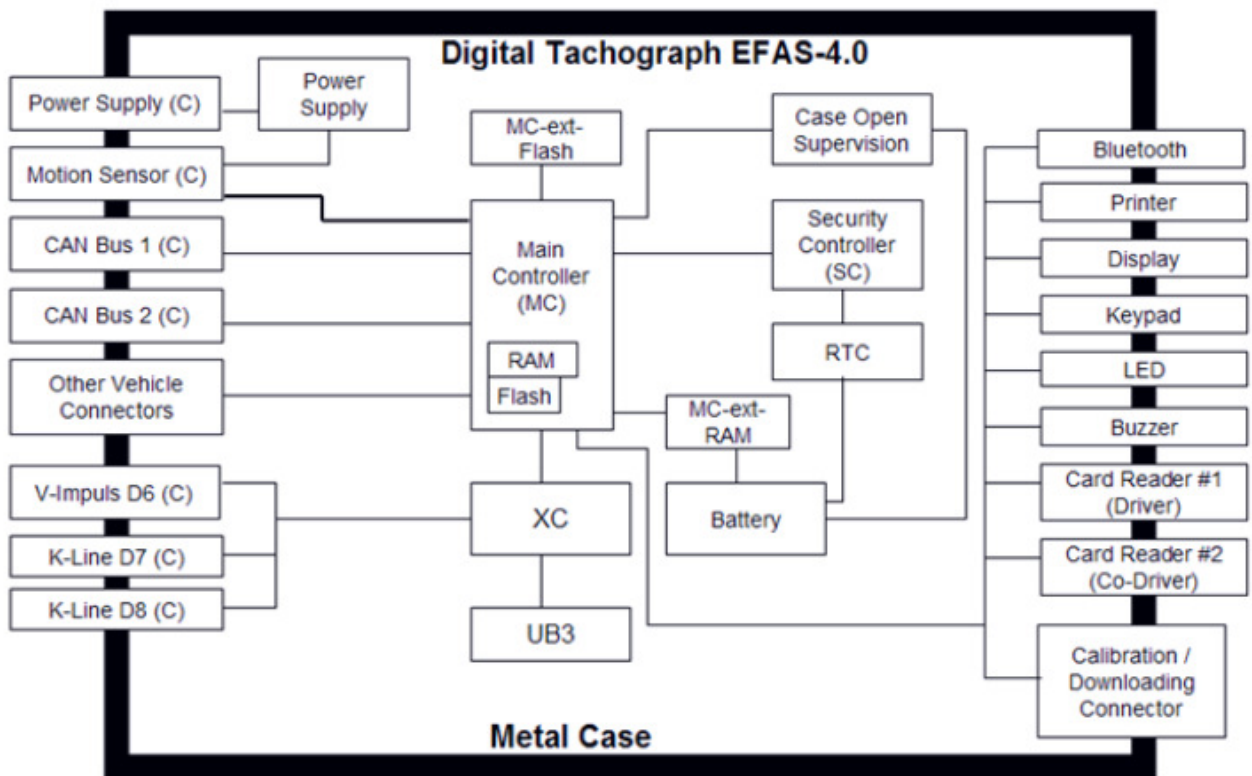 Digital Tachograph EFAS-4.0
Power Supply (C)
Power
Supply
Motion Sensor (C)
CAN Bus 1 (C)
CAN Bus 2 (C)
Other Vehicle
Connectors
V-Impuls D6 (C)
K-Line D7 (C)
K-Line D8 (C)
MC-ext-
Flash
Main
Controller
(MC)
RAM
Flash
XC
UB3
Case Open
Supervision
Security
Controller
(SC)
RTC
MC-ext-
RAM
Battery
Bluetooth
Printer
Display
Keypad
LED
Buzzer
Card Reader #1
(Driver)
Card Reader #2
(Co-Driver)
Calibration /
Downloading
Connector
Metal Case